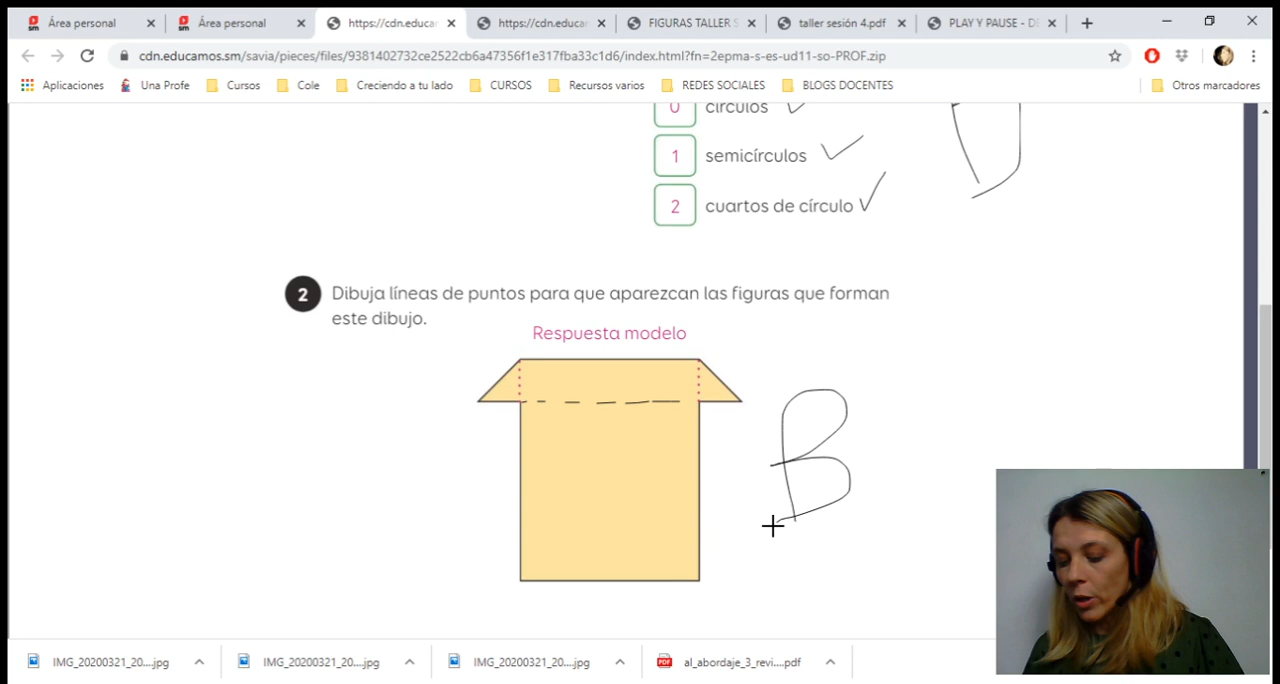 Área personal
Área personal
https://cdn.educa
https://cdn.educa
FIGURAS TALLER S
taller sesión 4.pdf
PLAY Y PAUSE - DE
cdn.educamos.sm/savia/pieces/files/9381402732ce2522cb6a47356f1e317fba33c1d6/index.html?fn=2epma-s-es-ud11-so-PROF.zip
Aplicaciones
Una Profe
Cursos
Cole
Creciendo a tu lado
CURSOS
Recursos varios
REDES SOCIALES
BLOGS DOCENTES
Otros marcadores
0 círculos
1 semicírculos
2 cuartos de círculo
2 Dibuja líneas de puntos para que aparezcan las figuras que forman
este dibujo.
Respuesta modelo
B
IMG_20200321_20....jpg
IMG_20200321_20....jpg
IMG_20200321_20....jpg
PDF
al_abordaje_3_revi....pdf